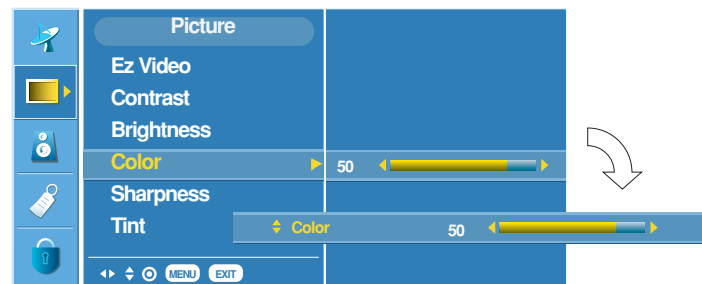 Picture
Ez Video
Contrast
Brightness
Color 50
Sharpness
Tint
Color 50
MENU EXIT